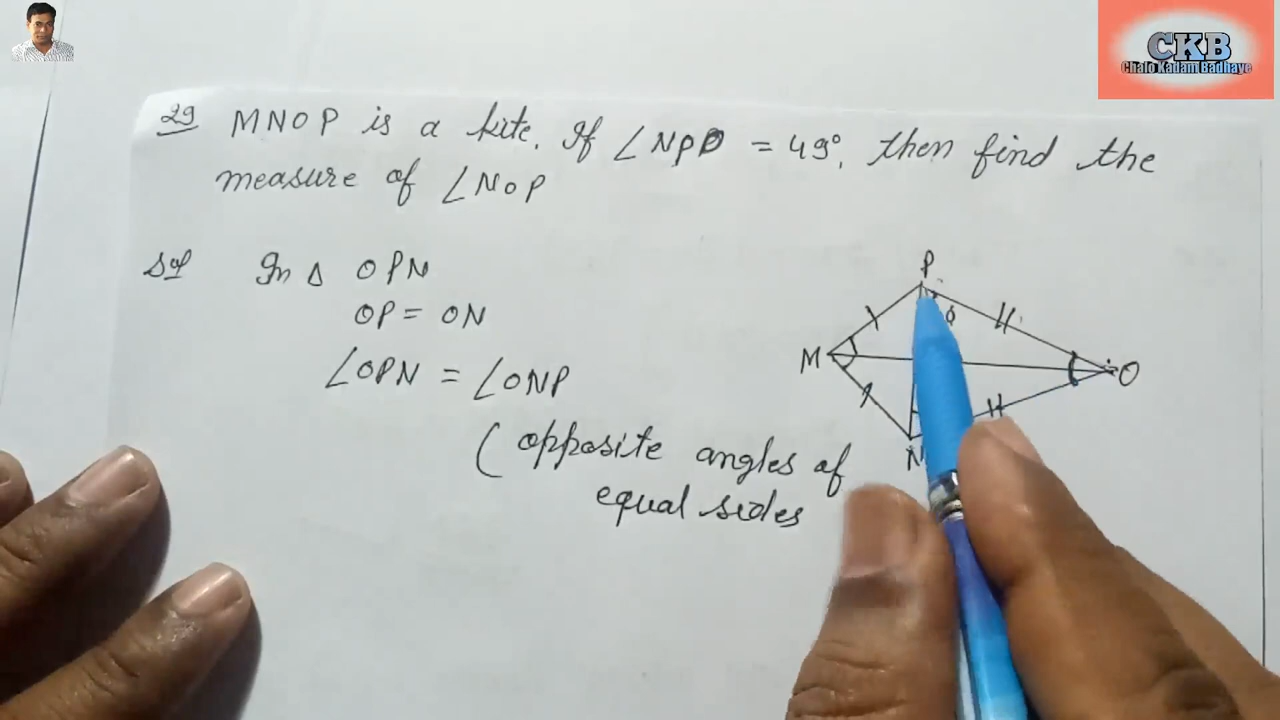 CKB
Chalo Kadam Badhaye
29 MNOP is a kite. If ∠NPO = 49°, then find the
measure of ∠NOP
Sol In Δ OPN
OP = ON
∠OPN = ∠ONP
( opposite angles of
equal sides
P
M
O
N